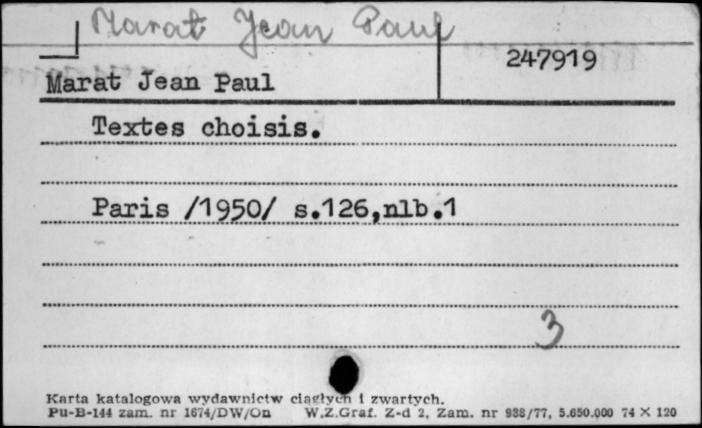 Marat Jean Paul
247919
Marat Jean Paul
Textes choisis.
Paris /1950/ s.126,nlb.1
3
Karta katalogowa wydawnictw ciągłych i zwartych.
Pu-B-144 zam. nr 1674/DW/On W.Z.Graf. Z-d 2, Zam. nr 938/77, 5.650.000 74 X 120